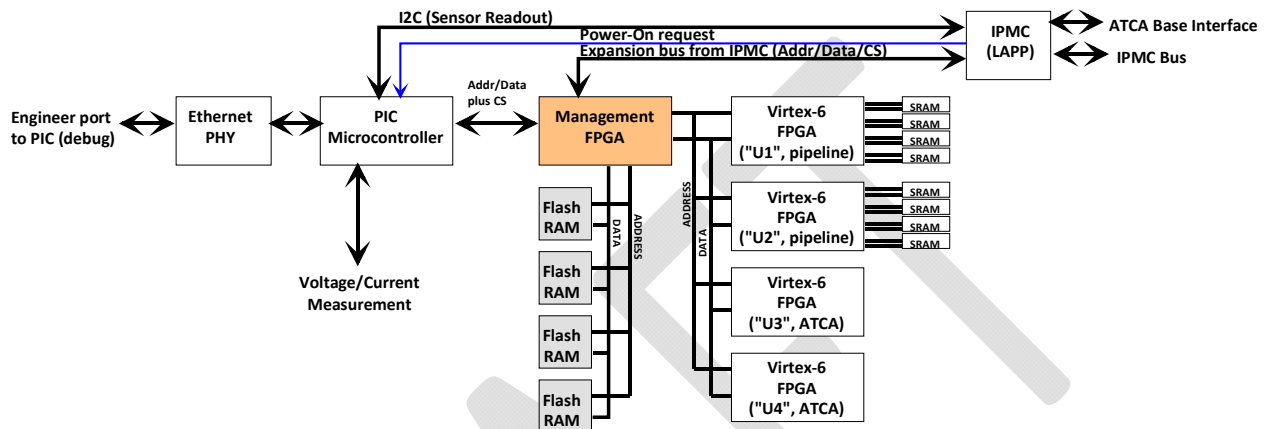 I2C (Sensor Readout)
Power-On request
Expansion bus from IPMC (Addr/Data/CS)
IPMC
(LAPP)
ATCA Base Interface
IPMC Bus
Engineer port
to PIC (debug)
Ethernet
PHY
PIC
Microcontroller
Addr/Data
plus CS
Management
FPGA
Virtex-6
FPGA
("U1", pipeline)
SRAM
SRAM
SRAM
SRAM
Virtex-6
FPGA
("U2", pipeline)
SRAM
SRAM
SRAM
SRAM
Virtex-6
FPGA
("U3", ATCA)
Virtex-6
FPGA
("U4", ATCA)
ADDRESS
DATA
Flash
RAM
Flash
RAM
Flash
RAM
Flash
RAM
DATA
ADDRESS
Voltage/Current
Measurement